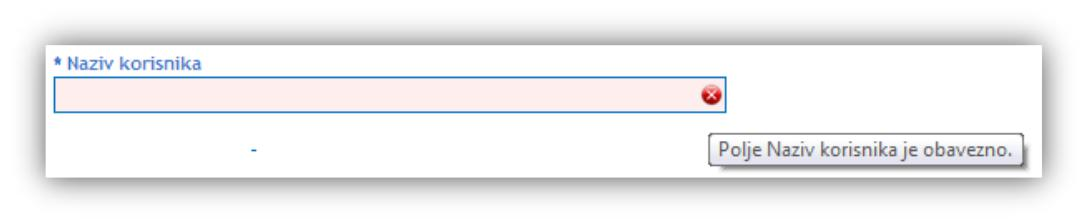 * Naziv korisnika
-
Polje Naziv korisnika je obavezno.